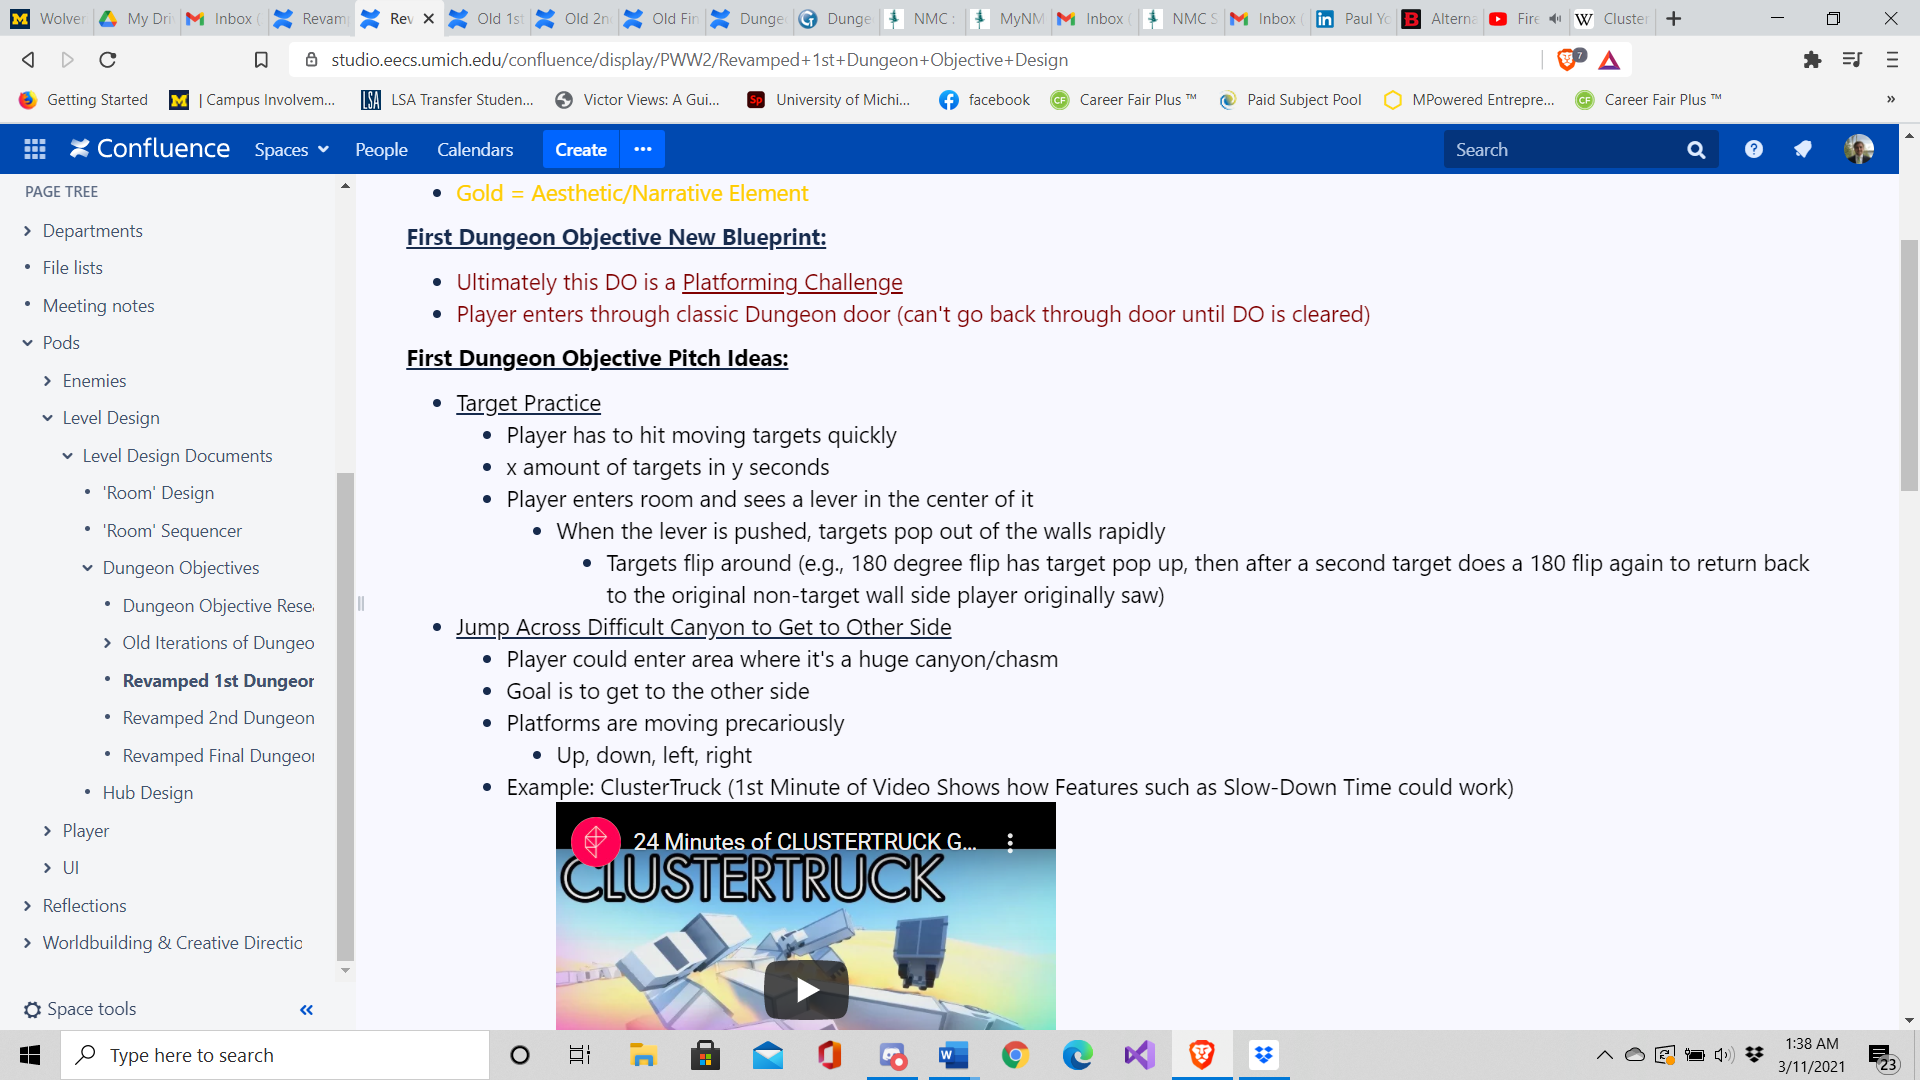 Wolver
My Dri
Inbox (
Revam
Rev
Old 1st
Old 2n
Old Fin
Dunge
Dunge
NMC :
MyNM
Inbox (
NMC S
Inbox (
Paul Yo
Alterna
Fire
Cluster
studio.eecs.umich.edu/confluence/display/PWW2/Revamped+1st+Dungeon+Objective+Design
7
Getting Started
| Campus Involvem...
LSA Transfer Studen...
Victor Views: A Gui...
University of Michi...
facebook
Career Fair Plus ™
Paid Subject Pool
MPowered Entrepre...
Career Fair Plus ™
»
Confluence
Spaces
People
Calendars
Create
Search
PAGE TREE
Departments
File lists
Meeting notes
Pods
Enemies
Level Design
Level Design Documents
'Room' Design
'Room' Sequencer
Dungeon Objectives
Dungeon Objective Rese
Old Iterations of Dungeo
Revamped 1st Dungeon
Revamped 2nd Dungeon
Revamped Final Dungeon
Hub Design
Player
UI
Reflections
Worldbuilding & Creative Directio
Space tools
Gold = Aesthetic/Narrative Element
First Dungeon Objective New Blueprint:
Ultimately this DO is a Platforming Challenge
Player enters through classic Dungeon door (can't go back through door until DO is cleared)
First Dungeon Objective Pitch Ideas:
Target Practice
Player has to hit moving targets quickly
x amount of targets in y seconds
Player enters room and sees a lever in the center of it
When the lever is pushed, targets pop out of the walls rapidly
Targets flip around (e.g., 180 degree flip has target pop up, then after a second target does a 180 flip again to return back
to the original non-target wall side player originally saw)
Jump Across Difficult Canyon to Get to Other Side
Player could enter area where it's a huge canyon/chasm
Goal is to get to the other side
Platforms are moving precariously
Up, down, left, right
Example: ClusterTruck (1st Minute of Video Shows how Features such as Slow-Down Time could work)
24 Minutes of CLUSTERTRUCK G...
CLUSTERTRUCK
Type here to search
1:38 AM
3/11/2021
23